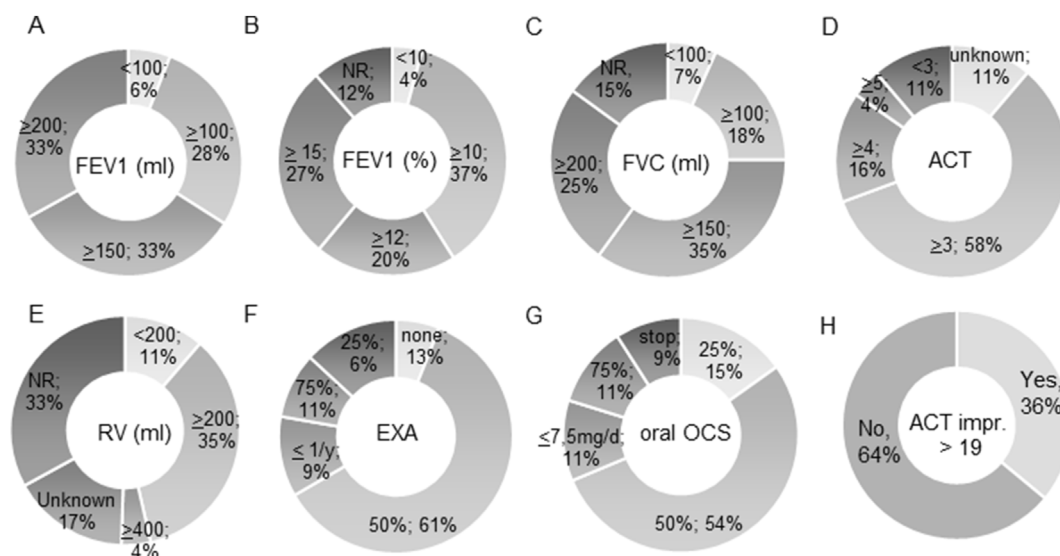 A
<100;
6%
≥100;
28%
≥150; 33%
≥200;
33%
FEV1 (ml)
B
<10;
4%
≥10;
37%
≥12;
20%
≥ 15;
27%
NR;
12%
FEV1 (%)
C
<100;
7%
≥100;
18%
≥150;
35%
≥200;
25%
NR,
15%
FVC (ml)
D
unknown;
11%
≥3; 58%
≥4;
16%
≥5;
4%
<3;
11%
ACT
E
<200;
11%
≥200;
35%
≥400;
4%
Unknown
17%
NR;
33%
RV (ml)
F
none;
13%
50%; 61%
≤ 1/y;
9%
75%;
11%
25%;
6%
EXA
G
25%;
15%
50%; 54%
≤7,5mg/d;
11%
75%;
11%
stop;
9%
oral OCS
H
Yes,
36%
No,
64%
ACT impr.
> 19